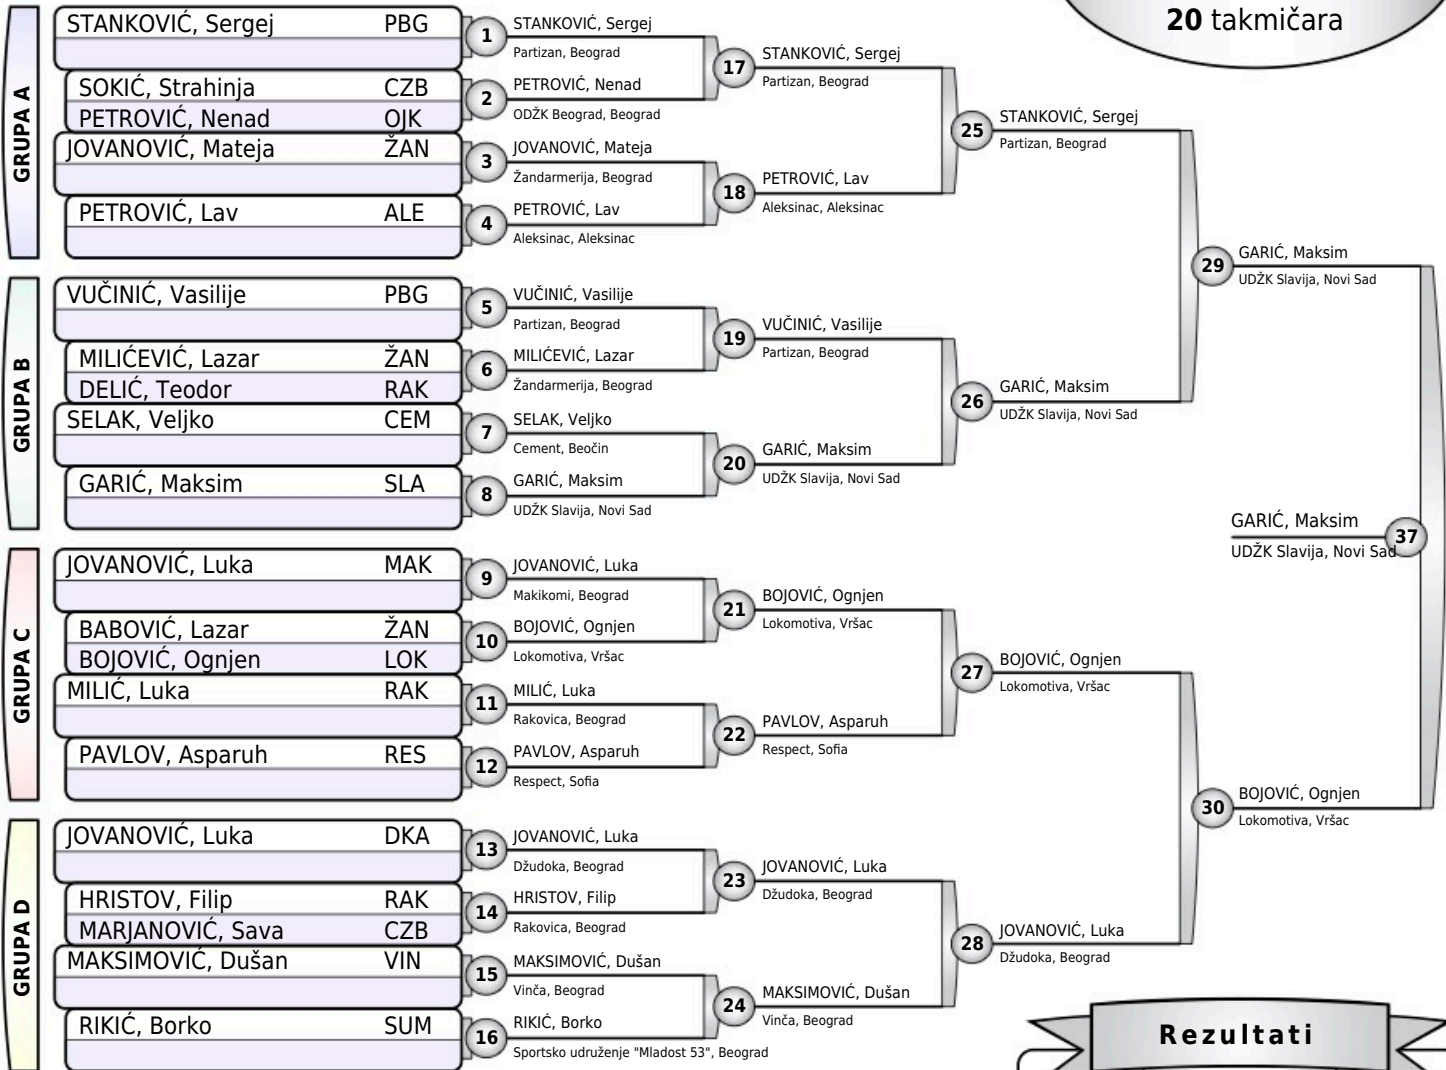 20 takmičara
GRUPA A
STANKOVIĆ, Sergej PBG
SOKIĆ, Strahinja CZB
PETROVIĆ, Nenad OJK
JOVANOVIĆ, Mateja ŽAN
PETROVIĆ, Lav ALE
1 STANKOVIĆ, Sergej
Partizan, Beograd
2 PETROVIĆ, Nenad
ODŽK Beograd, Beograd
3 JOVANOVIĆ, Mateja
Žandarmerija, Beograd
4 PETROVIĆ, Lav
Aleksinac, Aleksinac
17 STANKOVIĆ, Sergej
Partizan, Beograd
18 PETROVIĆ, Lav
Aleksinac, Aleksinac
25 STANKOVIĆ, Sergej
Partizan, Beograd
GRUPA B
VUČINIĆ, Vasilije PBG
MILIĆEVIĆ, Lazar ŽAN
DELIĆ, Teodor RAK
SELAK, Veljko CEM
GARIĆ, Maksim SLA
5 VUČINIĆ, Vasilije
Partizan, Beograd
6 MILIĆEVIĆ, Lazar
Žandarmerija, Beograd
7 SELAK, Veljko
Cement, Beočin
8 GARIĆ, Maksim
UDŽK Slavija, Novi Sad
19 VUČINIĆ, Vasilije
Partizan, Beograd
20 GARIĆ, Maksim
UDŽK Slavija, Novi Sad
26 GARIĆ, Maksim
UDŽK Slavija, Novi Sad
29 GARIĆ, Maksim
UDŽK Slavija, Novi Sad
GARIĆ, Maksim 37
UDŽK Slavija, Novi Sad
GRUPA C
JOVANOVIĆ, Luka MAK
BABOVIĆ, Lazar ŽAN
BOJOVIĆ, Ognjen LOK
MILIĆ, Luka RAK
PAVLOV, Asparuh RES
9 JOVANOVIĆ, Luka
Makikomi, Beograd
10 BOJOVIĆ, Ognjen
Lokomotiva, Vršac
11 MILIĆ, Luka
Rakovica, Beograd
12 PAVLOV, Asparuh
Respect, Sofia
21 BOJOVIĆ, Ognjen
Lokomotiva, Vršac
22 PAVLOV, Asparuh
Respect, Sofia
27 BOJOVIĆ, Ognjen
Lokomotiva, Vršac
GRUPA D
JOVANOVIĆ, Luka DKA
HRISTOV, Filip RAK
MARJANOVIĆ, Sava CZB
MAKSIMOVIĆ, Dušan VIN
RIKIĆ, Borko SUM
13 JOVANOVIĆ, Luka
Džudoka, Beograd
14 HRISTOV, Filip
Rakovica, Beograd
15 MAKSIMOVIĆ, Dušan
Vinča, Beograd
16 RIKIĆ, Borko
Sportsko udruženje "Mladost 53", Beograd
23 JOVANOVIĆ, Luka
Džudoka, Beograd
24 MAKSIMOVIĆ, Dušan
Vinča, Beograd
28 JOVANOVIĆ, Luka
Džudoka, Beograd
30 BOJOVIĆ, Ognjen
Lokomotiva, Vršac
Rezultati